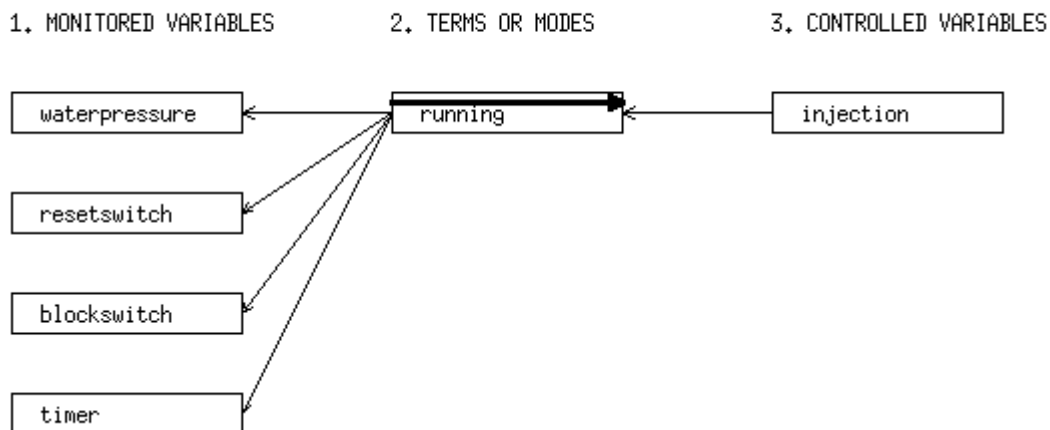 1. MONITORED VARIABLES 2. TERMS OR MODES 3. CONTROLLED VARIABLES
waterpressure running injection
resetswitch
blockswitch
timer